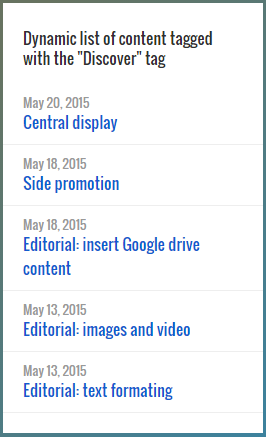 Dynamic list of content tagged
with the "Discover" tag
May 20, 2015
Central display
May 18, 2015
Side promotion
May 18, 2015
Editorial: insert Google drive
content
May 13, 2015
Editorial: images and video
May 13, 2015
Editorial: text formating